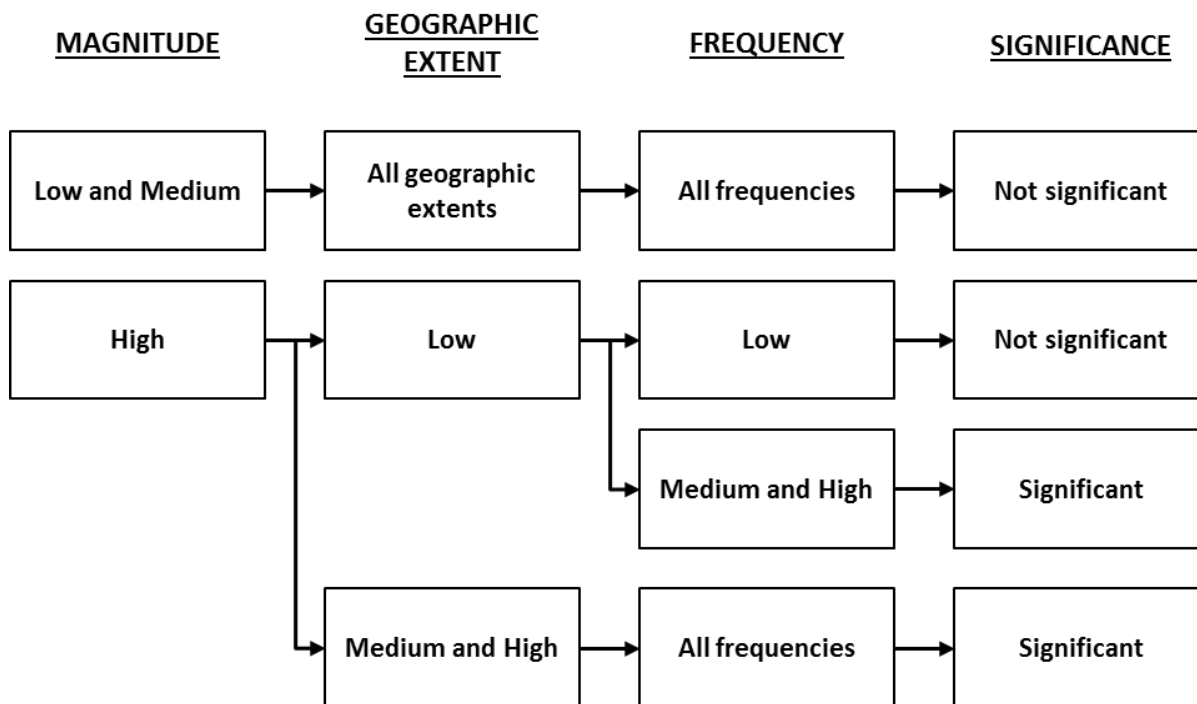 MAGNITUDE
GEOGRAPHIC
EXTENT
FREQUENCY
SIGNIFICANCE
Low and Medium
All geographic
extents
All frequencies
Not significant
High
Low
Low
Not significant
Medium and High
Significant
Medium and High
All frequencies
Significant